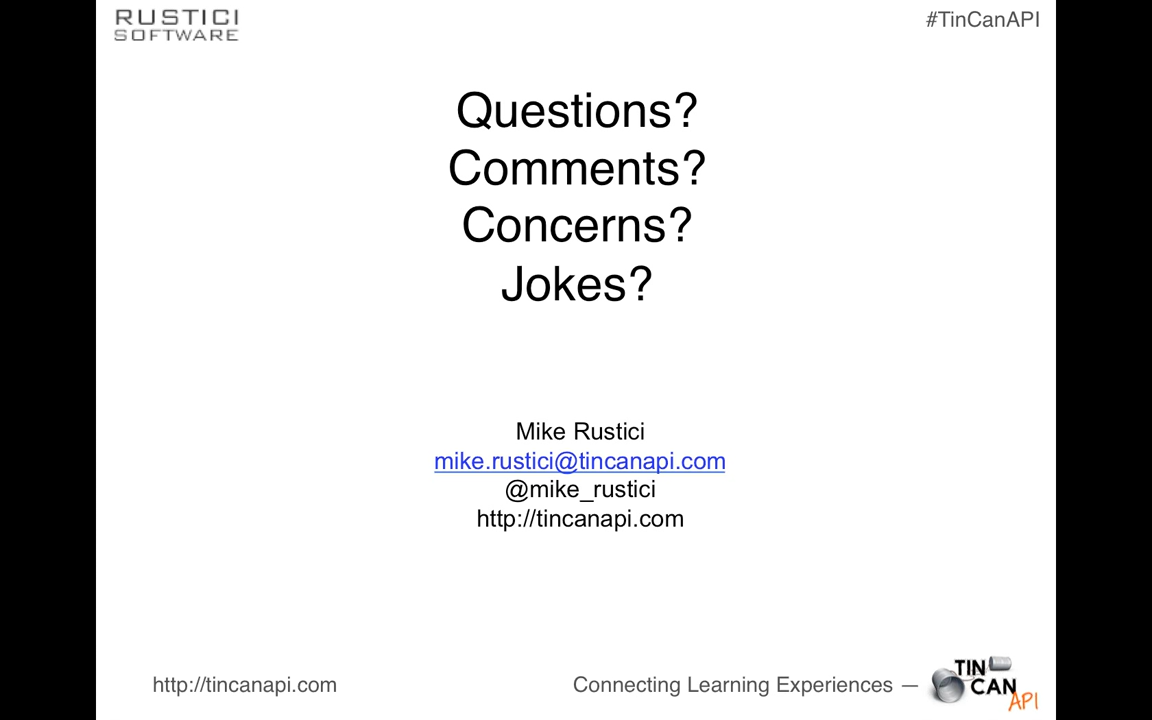 RUSTICI
SOFTWARE
#TinCanAPI
Questions?
Comments?
Concerns?
Jokes?
Mike Rustici
mike.rustici@tincanapi.com
@mike_rustici
http://tincanapi.com
http://tincanapi.com
Connecting Learning Experiences —
TIN
CAN
API